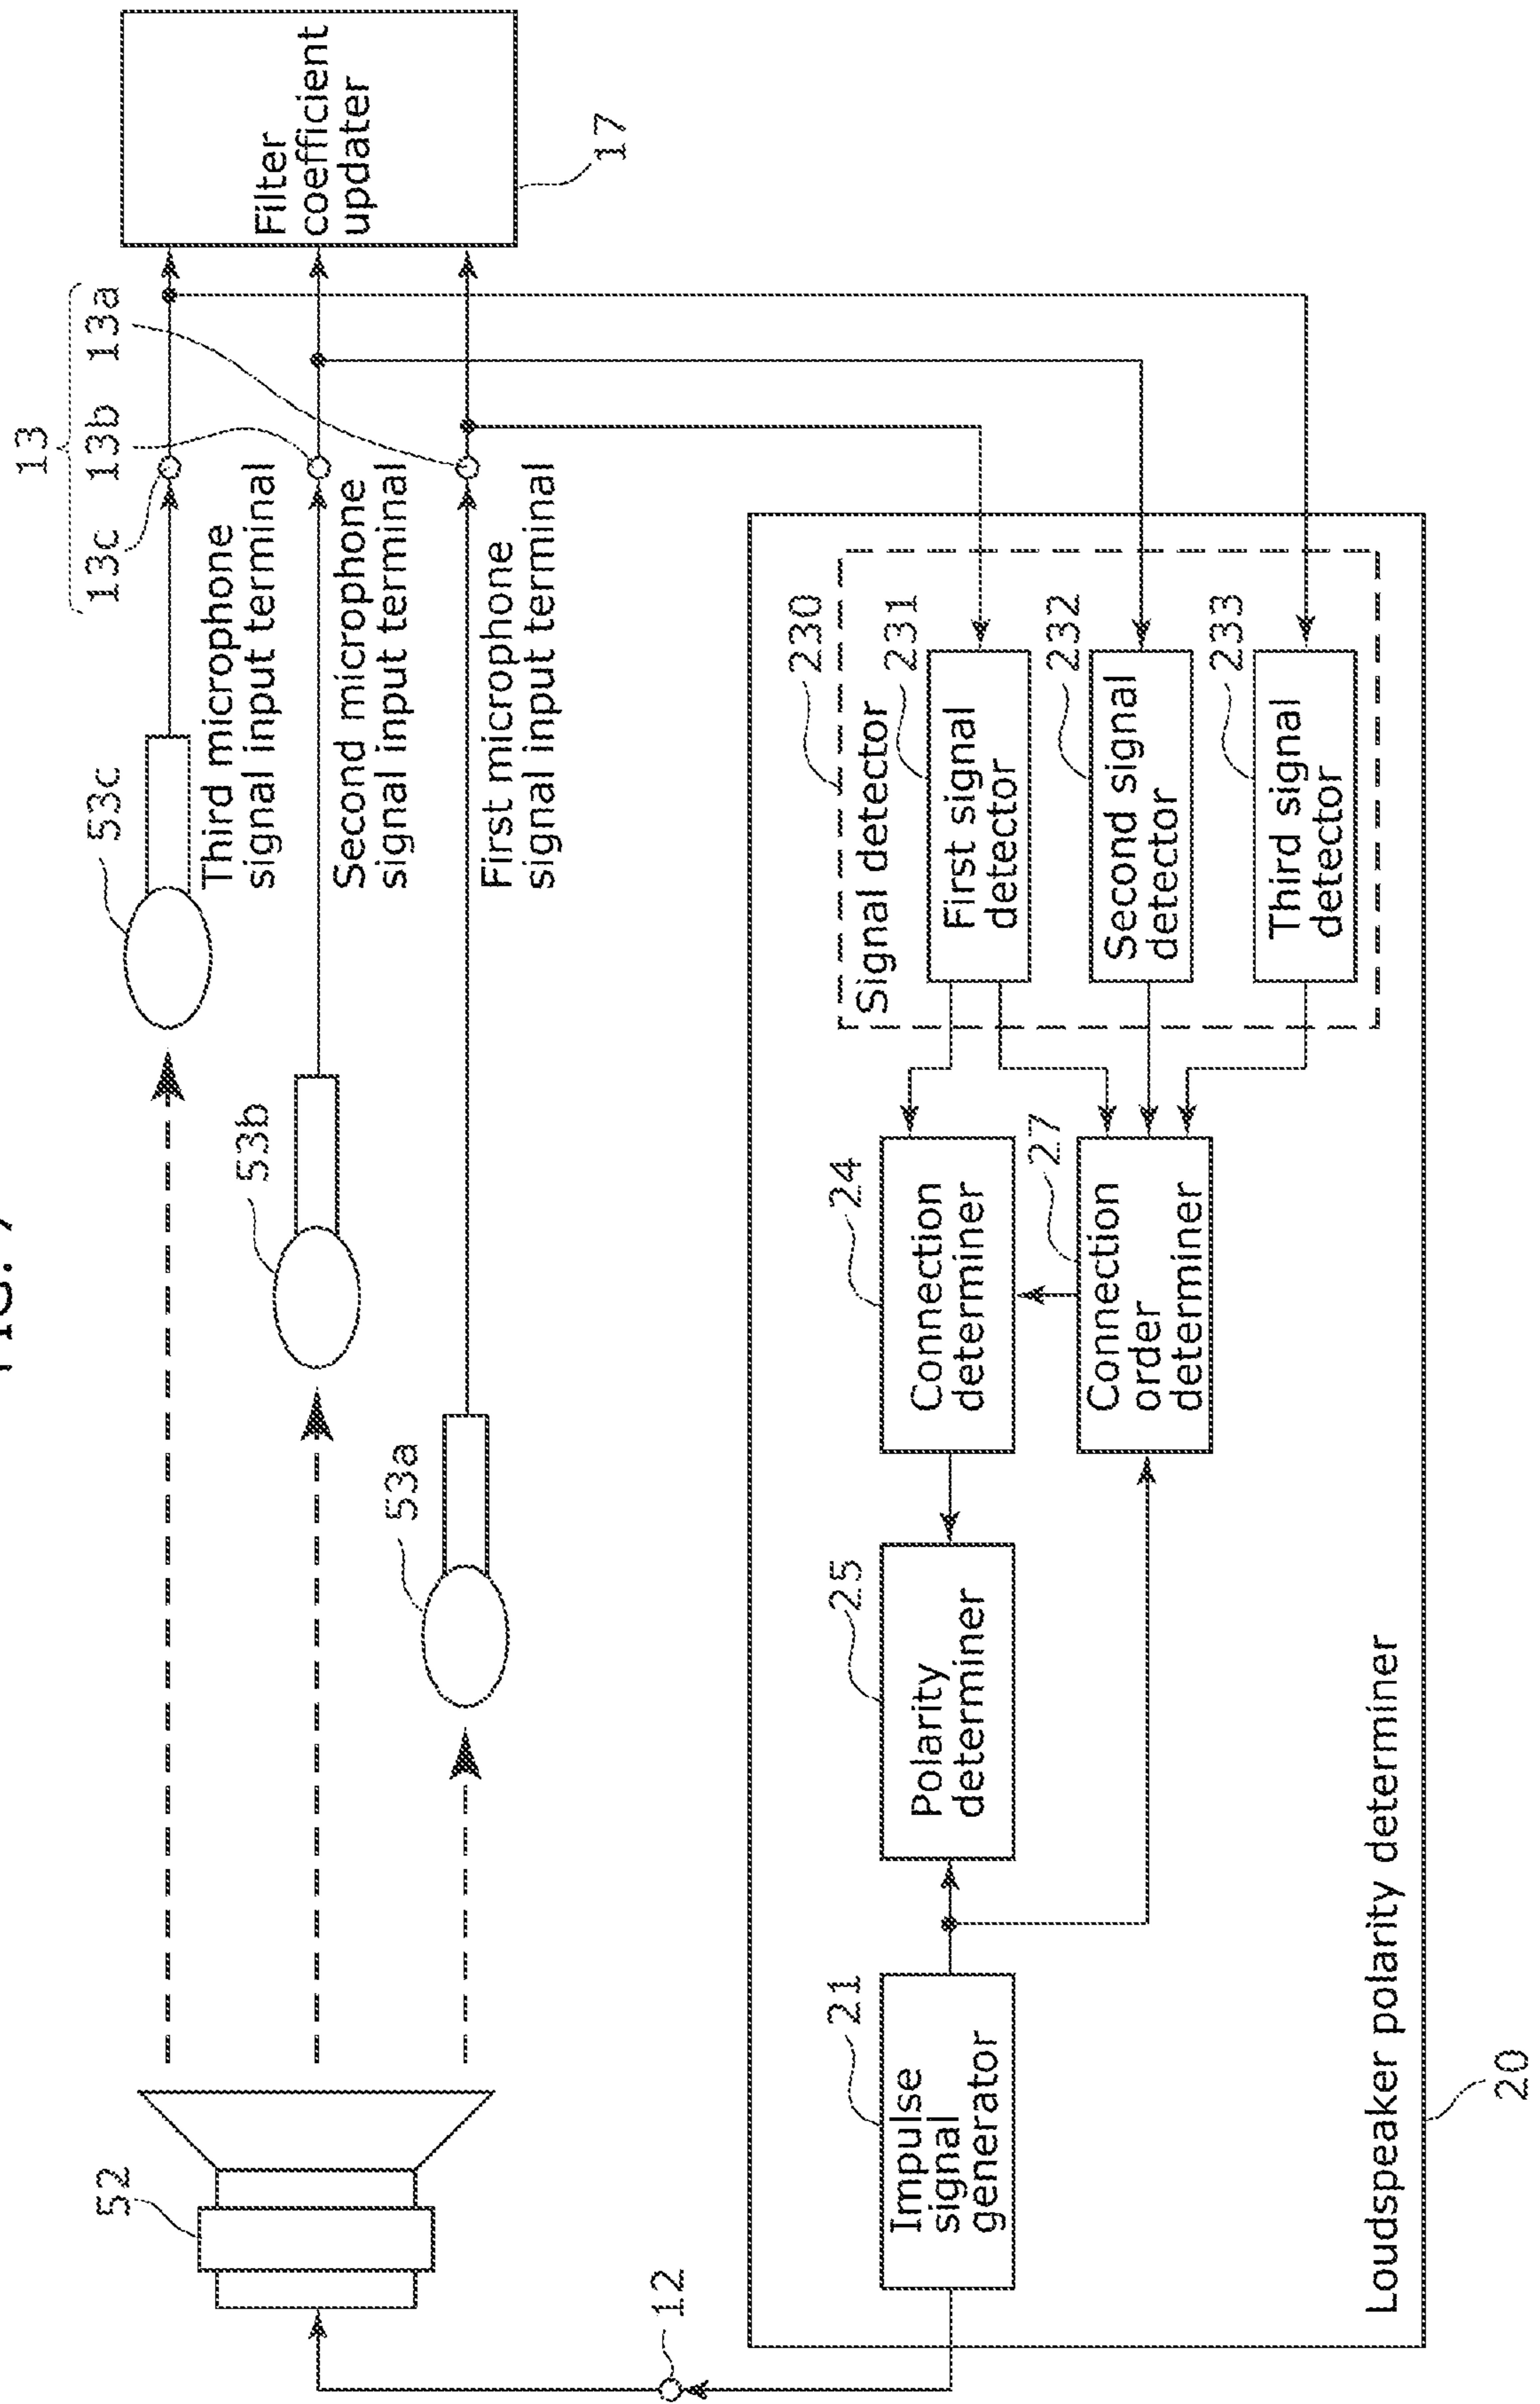 52
53c
53b
53a
13
13c 13b 13a
Third microphone
signal input terminal
Second microphone
signal input terminal
First microphone
signal input terminal
Filter
coefficient
updater
17
12
21
Impulse
signal
generator
25
Polarity
determiner
24
Connection
determiner
27
Connection
order
determiner
230
Signal detector
231
First signal
detector
232
Second signal
detector
233
Third signal
detector
Loudspeaker polarity determiner
20